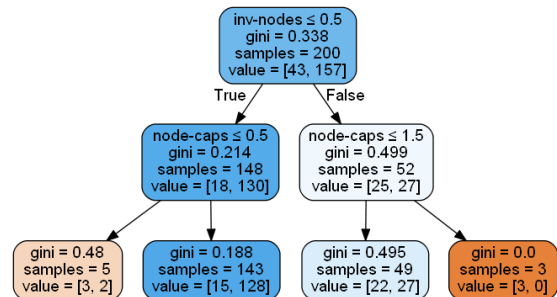 inv-nodes ≤ 0.5
gini = 0.338
samples = 200
value = [43, 157]
True
False
node-caps ≤ 0.5
gini = 0.214
samples = 148
value = [18, 130]
node-caps ≤ 1.5
gini = 0.499
samples = 52
value = [25, 27]
gini = 0.48
samples = 5
value = [3, 2]
gini = 0.188
samples = 143
value = [15, 128]
gini = 0.495
samples = 49
value = [22, 27]
gini = 0.0
samples = 3
value = [3, 0]